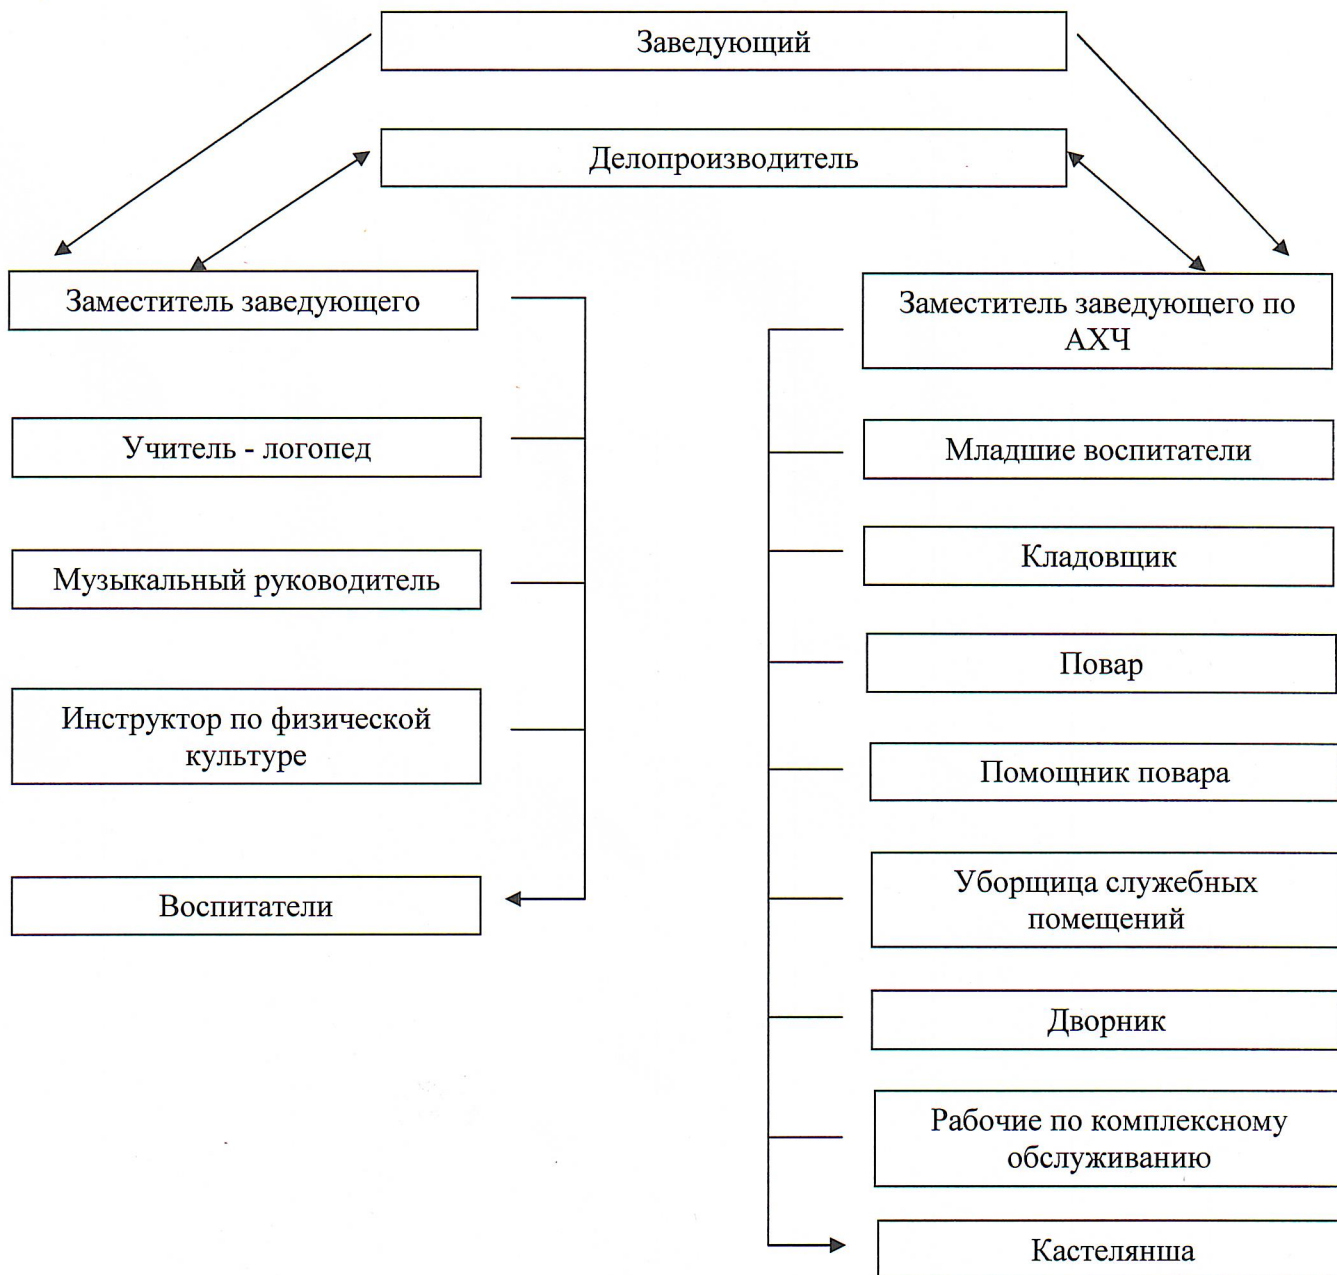 Заведующий
Делопроизводитель
Заместитель заведующего
Учитель - логопед
Музыкальный руководитель
Инструктор по физической
культуре
Воспитатели
Заместитель заведующего по
АХЧ
Младшие воспитатели
Кладовщик
Повар
Помощник повара
Уборщица служебных
помещений
Дворник
Рабочие по комплексному
обслуживанию
Кастелянша